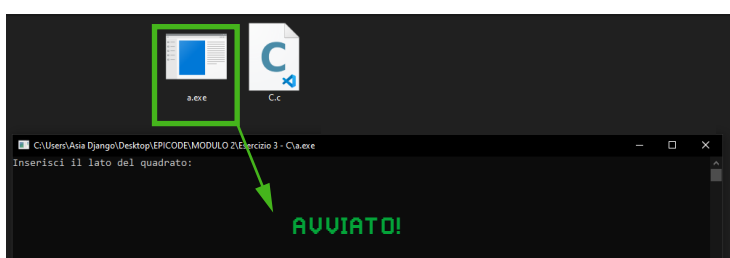 C
a.exe
C.c
C:\Users\Asia Django\Desktop\EPICODE\MODULO 2\Esercizio 3 - C\a.exe
Inserisci il lato del quadrato:
AVVIATO!